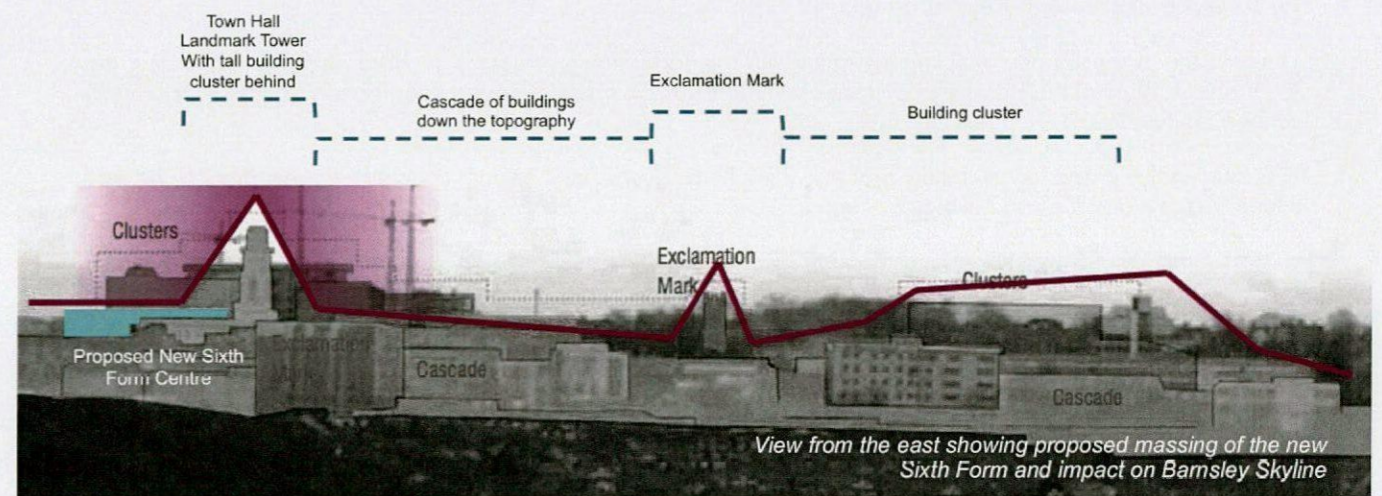 Town Hall
Landmark Tower
With tall building
cluster behind
Cascade of buildings
down the topography
Exclamation Mark
Building cluster
Clusters
Exclamation
Mark
Clusters
Proposed New Sixth
Form Centre
Exclamation
Mark
Cascade
Cascade
View from the east showing proposed massing of the new
Sixth Form and impact on Barnsley Skyline